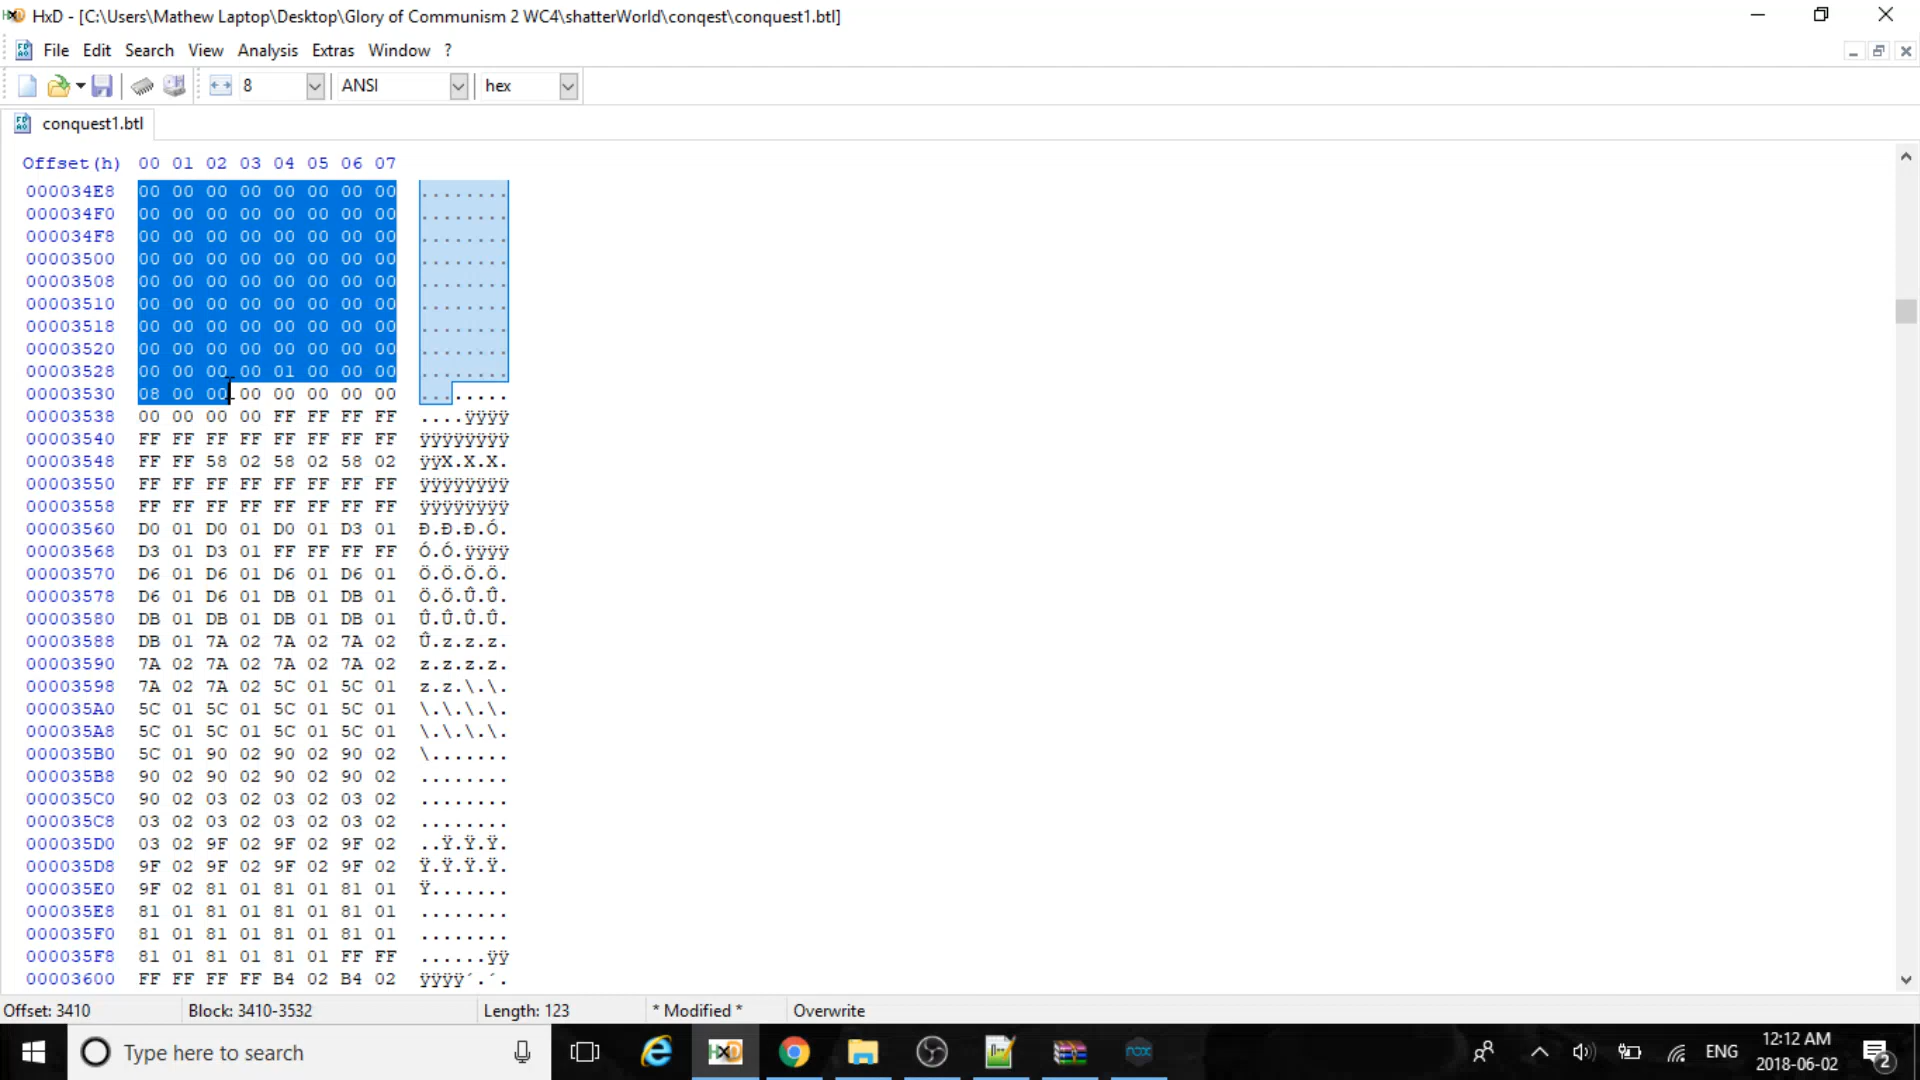 HxD - [C:\Users\Mathew Laptop\Desktop\Glory of Communism 2 WC4\shatterWorld\conqest\conquest1.btl]
File Edit Search View Analysis Extras Window ?
8 ANSI hex
conquest1.btl
Offset(h) 00 01 02 03 04 05 06 07
000034E8 00 00 00 00 00 00 00 00 ........
000034F0 00 00 00 00 00 00 00 00 ........
000034F8 00 00 00 00 00 00 00 00 ........
00003500 00 00 00 00 00 00 00 00 ........
00003508 00 00 00 00 00 00 00 00 ........
00003510 00 00 00 00 00 00 00 00 ........
00003518 00 00 00 00 00 00 00 00 ........
00003520 00 00 00 00 00 00 00 00 ........
00003528 00 00 00 00 01 00 00 00 ........
00003530 08 00 00 00 00 00 00 00 ........
00003538 00 00 00 00 FF FF FF FF ....ÿÿÿÿ
00003540 FF FF FF FF FF FF FF FF ÿÿÿÿÿÿÿÿ
00003548 FF FF 58 02 58 02 58 02 ÿÿX.X.X.
00003550 FF FF FF FF FF FF FF FF ÿÿÿÿÿÿÿÿ
00003558 FF FF FF FF FF FF FF FF ÿÿÿÿÿÿÿÿ
00003560 D0 01 D0 01 D0 01 D3 01 Ð.Ð.Ð.Ó.
00003568 D3 01 D3 01 FF FF FF FF Ó.Ó.ÿÿÿÿ
00003570 D6 01 D6 01 D6 01 D6 01 Ö.Ö.Ö.Ö.
00003578 D6 01 D6 01 DB 01 DB 01 Ö.Ö.Û.Û.
00003580 DB 01 DB 01 DB 01 DB 01 Û.Û.Û.Û.
00003588 DB 01 7A 02 7A 02 7A 02 Û.z.z.z.
00003590 7A 02 7A 02 7A 02 7A 02 z.z.z.z.
00003598 7A 02 7A 02 5C 01 5C 01 z.z.\.\.
000035A0 5C 01 5C 01 5C 01 5C 01 \.\.\.\.
000035A8 5C 01 5C 01 5C 01 5C 01 \.\.\.\.
000035B0 5C 01 90 02 90 02 90 02 \.......
000035B8 90 02 90 02 90 02 90 02 ........
000035C0 90 02 03 02 03 02 03 02 ........
000035C8 03 02 03 02 03 02 03 02 ........
000035D0 03 02 9F 02 9F 02 9F 02 ..Ÿ.Ÿ.Ÿ.
000035D8 9F 02 9F 02 9F 02 9F 02 Ÿ.Ÿ.Ÿ.Ÿ.
000035E0 9F 02 81 01 81 01 81 01 Ÿ.......
000035E8 81 01 81 01 81 01 81 01 ........
000035F0 81 01 81 01 81 01 81 01 ........
000035F8 81 01 81 01 81 01 FF FF ......ÿÿ
00003600 FF FF FF FF B4 02 B4 02 ÿÿÿÿ´.´.
Offset: 3410 Block: 3410-3532 Length: 123 * Modified * Overwrite
Type here to search
ENG
12:12 AM
2018-06-02
2